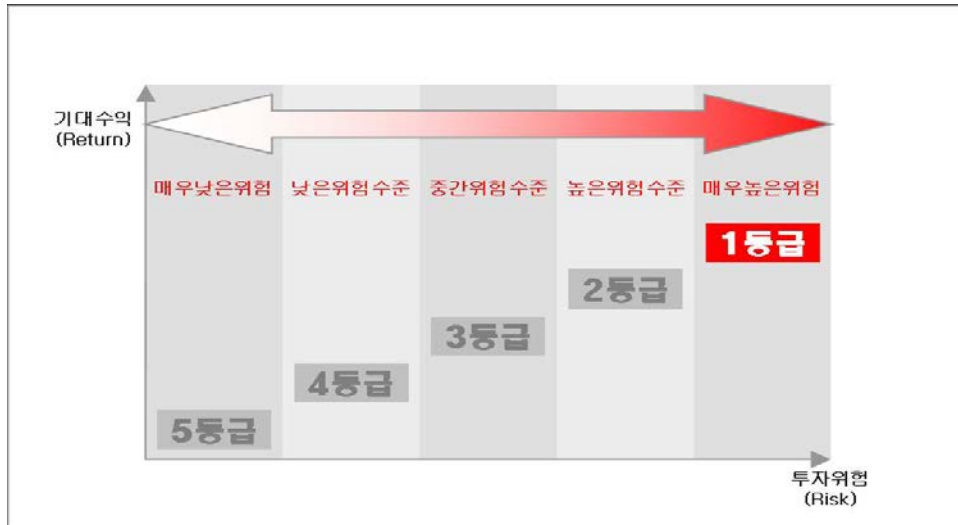 기대수익
(Return)
매우낮은위험 낮은위험수준 중간위험수준 높은위험수준 매우높은위험
1등급
2등급
3등급
4등급
5등급
투자위험
(Risk)